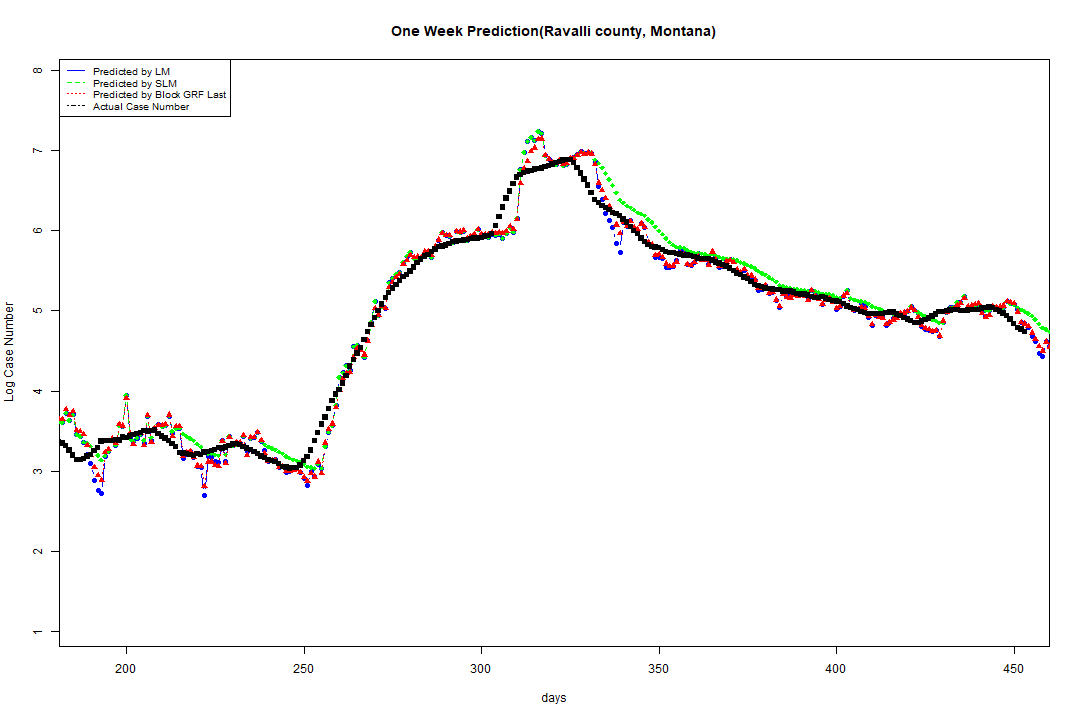 One Week Prediction(Ravalli county, Montana)
Predicted by LM
Predicted by SLM
Predicted by Block GRF Last
Actual Case Number
8
7
6
5
4
3
2
1
Log Case Number
200 250 300 350 400 450
days